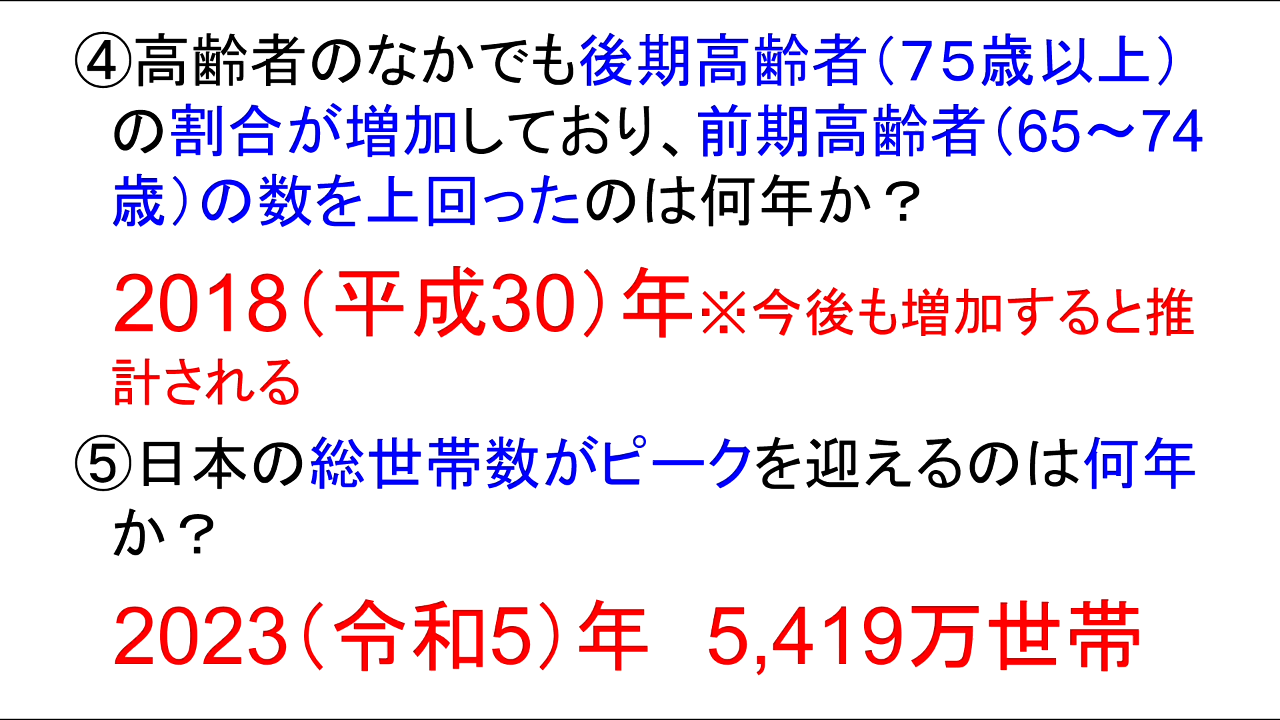 ④高齢者のなかでも後期高齢者（７５歳以上）
の割合が増加しており、前期高齢者（65～74
歳）の数を上回ったのは何年か？
2018（平成30）年※今後も増加すると推
計される
⑤日本の総世帯数がピークを迎えるのは何年
か？
2023（令和5）年　5,419万世帯